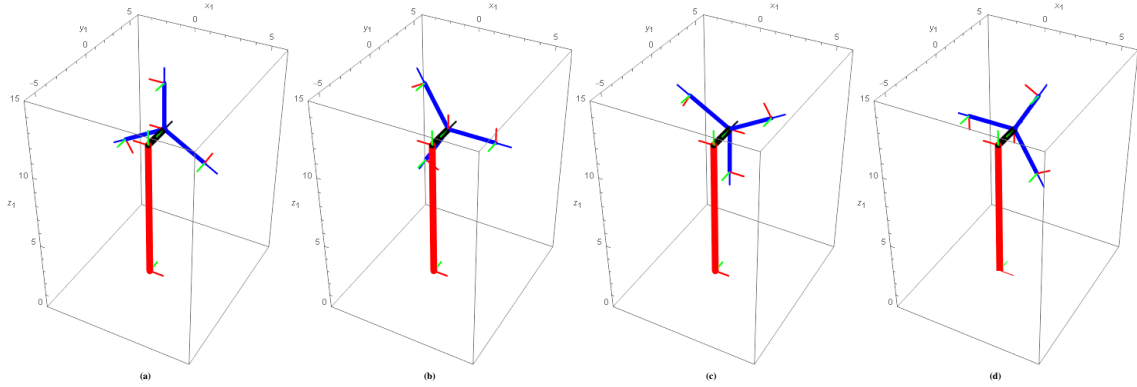 x1 x1 x1 x1
5 0 5 5 0 5 5 0 5 5 0 5
y1 0 y1 0 y1 0 y1 0
-5 -5 -5 -5
15 15 15 15
10 10 10 10
z1 z1 z1 z1
5 5 5 5
0 0 0 0
(a) (b) (c) (d)